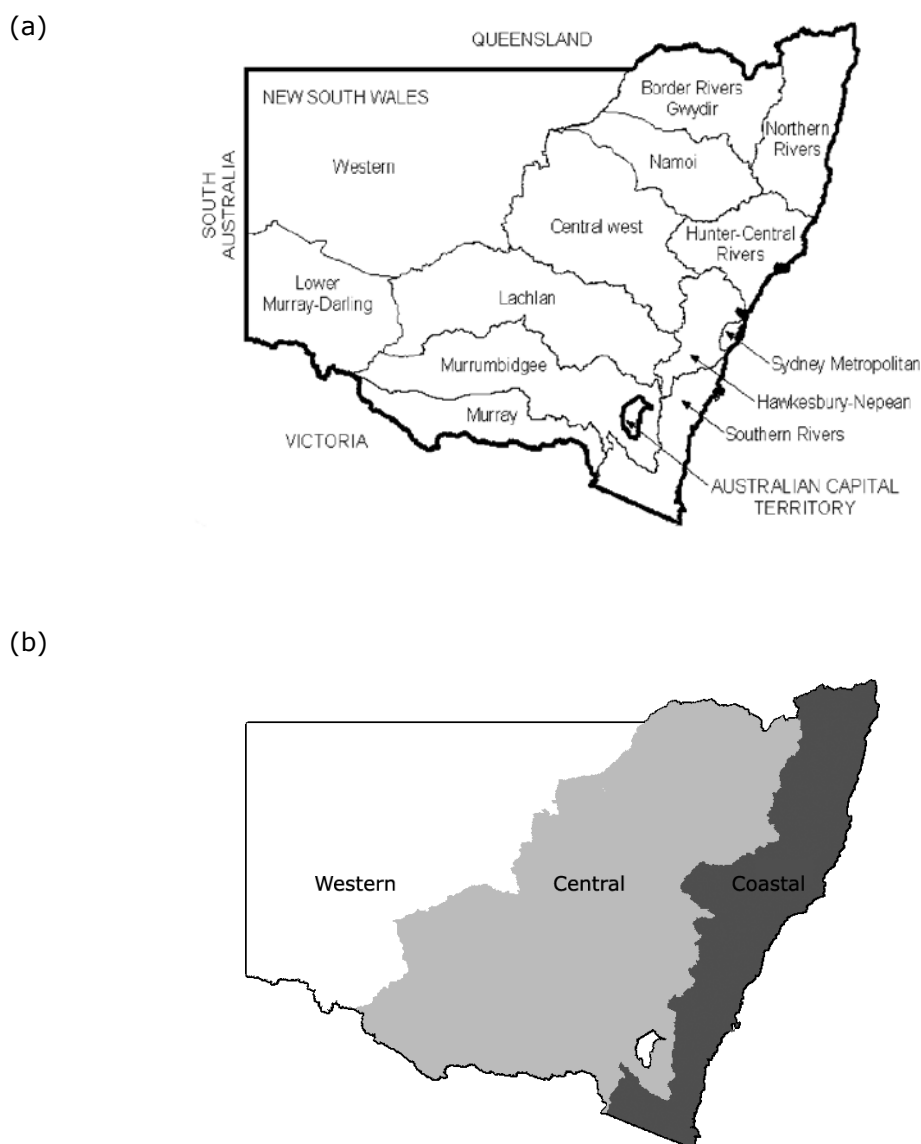 (a)
QUEENSLAND
NEW SOUTH WALES
Border Rivers
Gwydir
Northern
Rivers
Western
Namoi
SOUTH
AUSTRALIA
Central west
Hunter-Central
Rivers
Lower
Murray-Darling
Lachlan
Murrumbidgee
Sydney Metropolitan
Hawkesbury-Nepean
Murray
Southern Rivers
VICTORIA
AUSTRALIAN CAPITAL
TERRITORY
(b)
Western
Central
Coastal